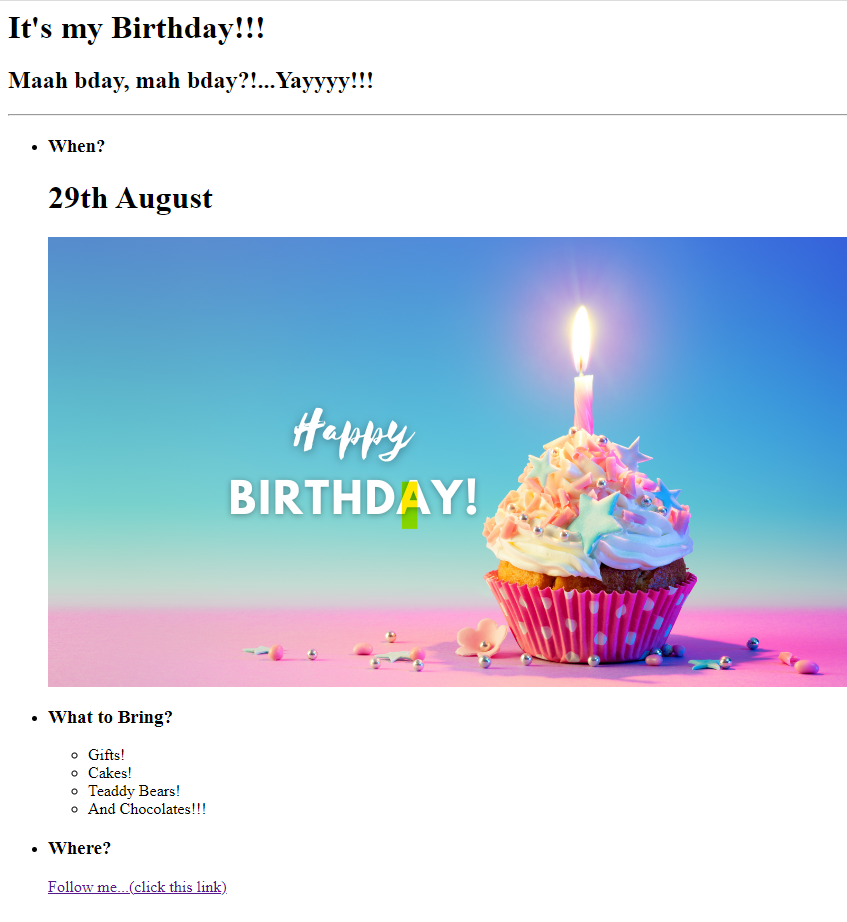 It's my Birthday!!!
Maah bday, mah bday?!...Yayyyy!!!
When?
29th August
Happy
BIRTHDAY!
What to Bring?
Gifts!
Cakes!
Teaddy Bears!
And Chocolates!!!
Where?
Follow me...(click this link)